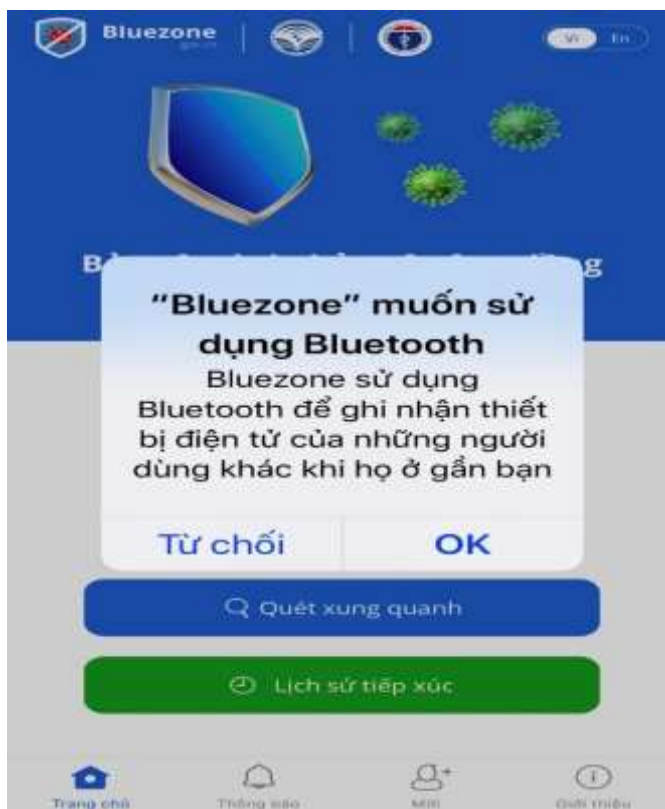 Bluezone
Vi En
"Bluezone" muốn sử
dụng Bluetooth
Bluezone sử dụng
Bluetooth để ghi nhận thiết
bị điện tử của những người
dùng khác khi họ ở gần bạn
Từ chối OK
Quét xung quanh
Lịch sử tiếp xúc
Trang chủ Thông báo Mời Giới thiệu